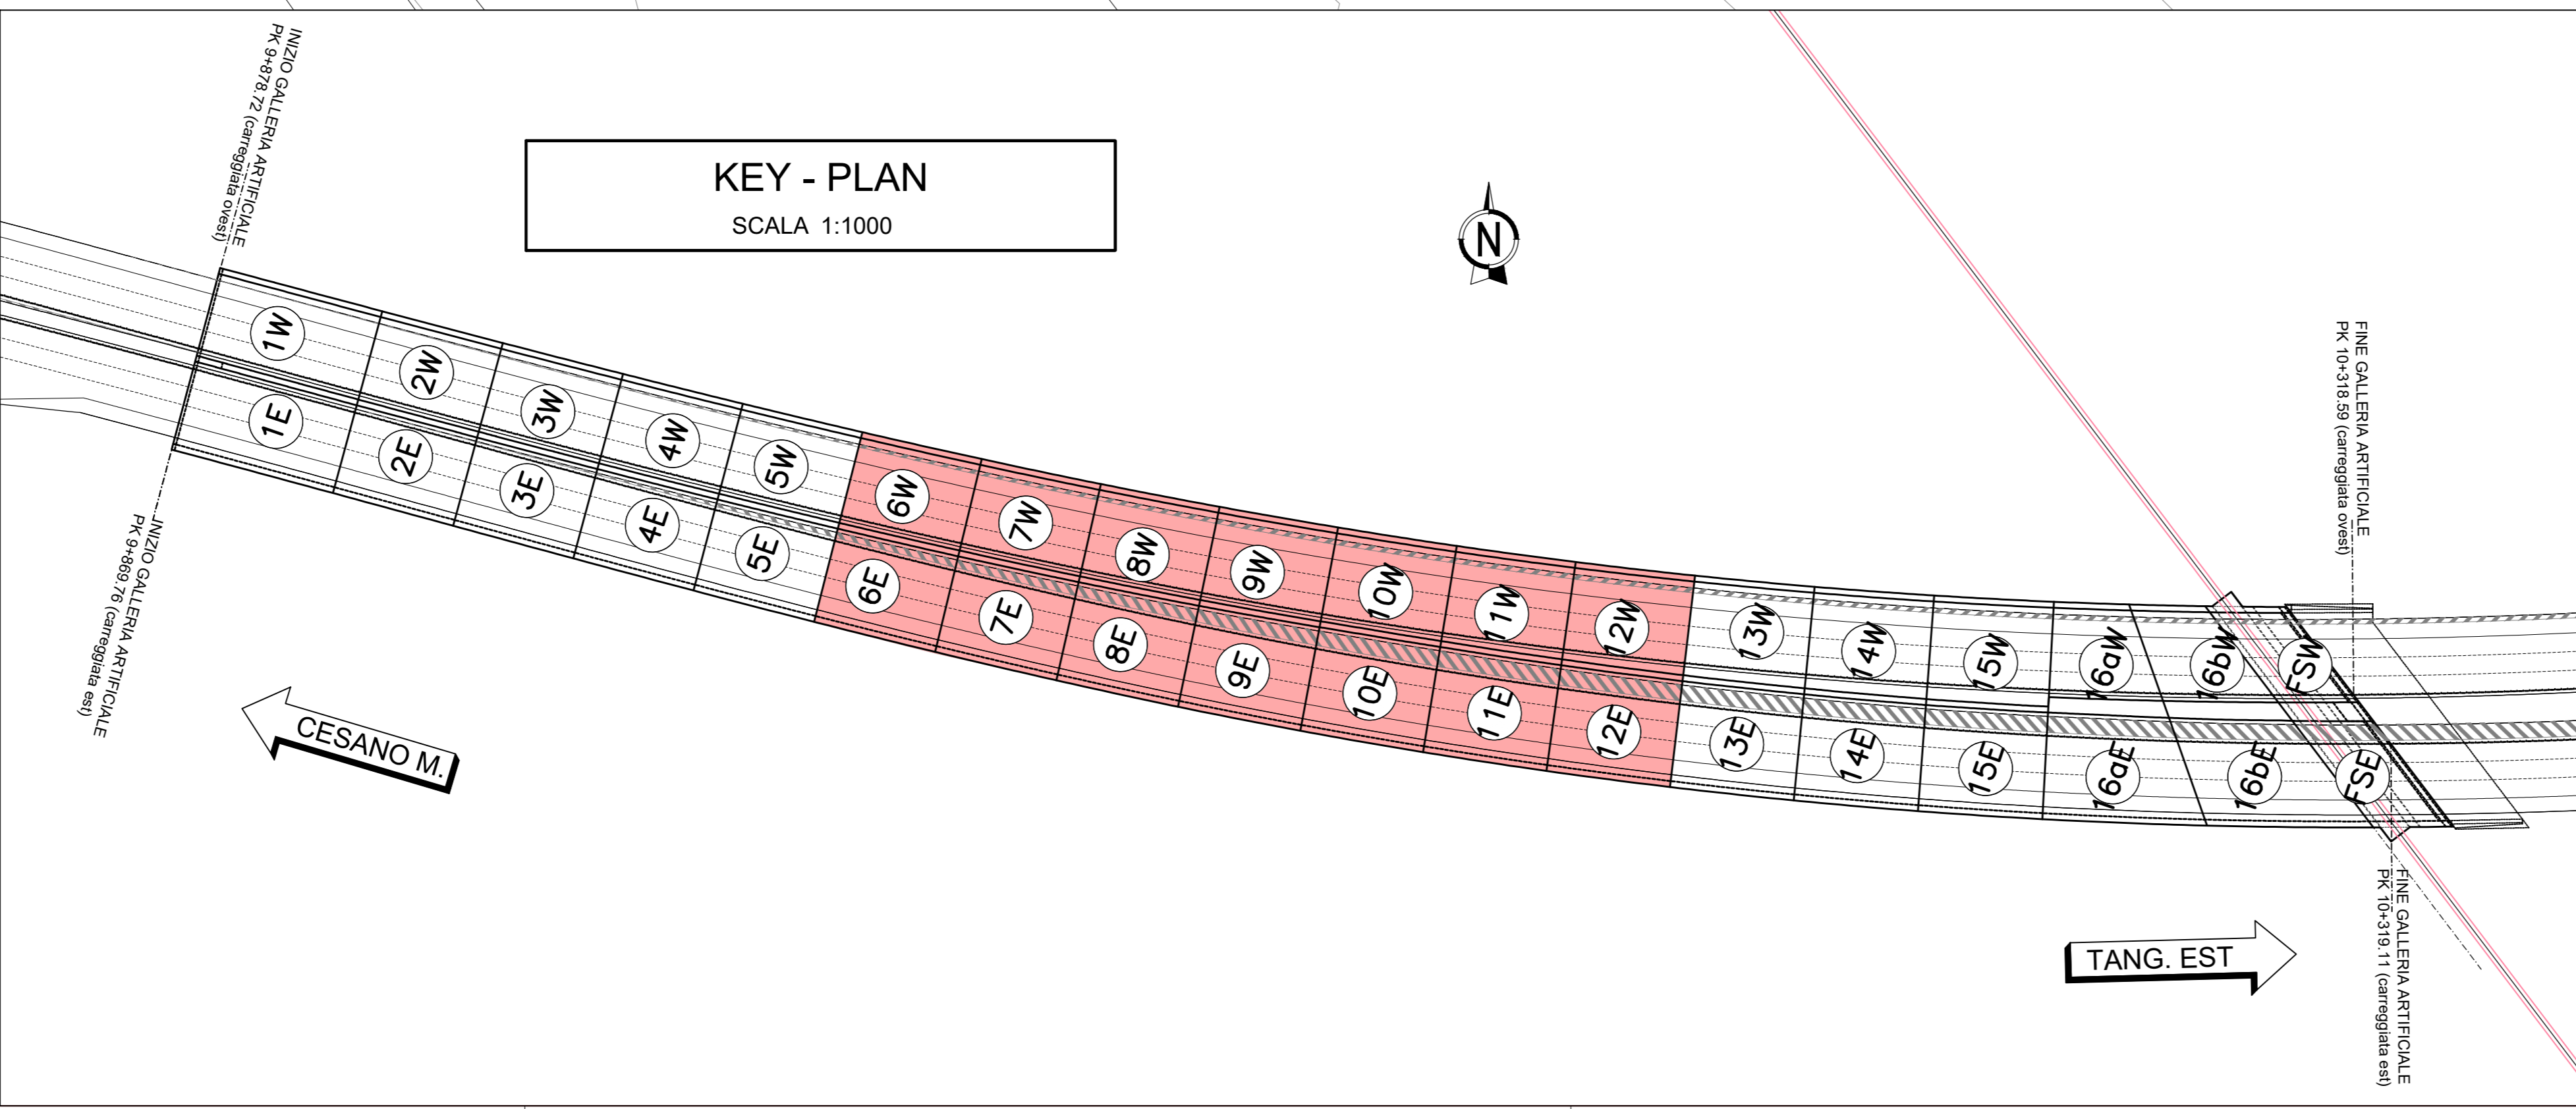 INIZIO GALLERIA ARTIFICIALE
PK 9+878.72 (carreggiata ovest)
KEY - PLAN
SCALA 1:1000
N
FINE GALLERIA ARTIFICIALE
PK 10+318.59 (carreggiata ovest)
1W
2W
3W
4W
5W
6W
7W
8W
9W
10W
11W
12W
13W
14W
15W
16aW
16bW
FSW
1E
2E
3E
4E
5E
6E
7E
8E
9E
10E
11E
12E
13E
14E
15E
16aE
16bE
FSE
INIZIO GALLERIA ARTIFICIALE
PK 9+869.76 (carreggiata est)
CESANO M.
TANG. EST
FINE GALLERIA ARTIFICIALE
PK 10+319.11 (carreggiata est)